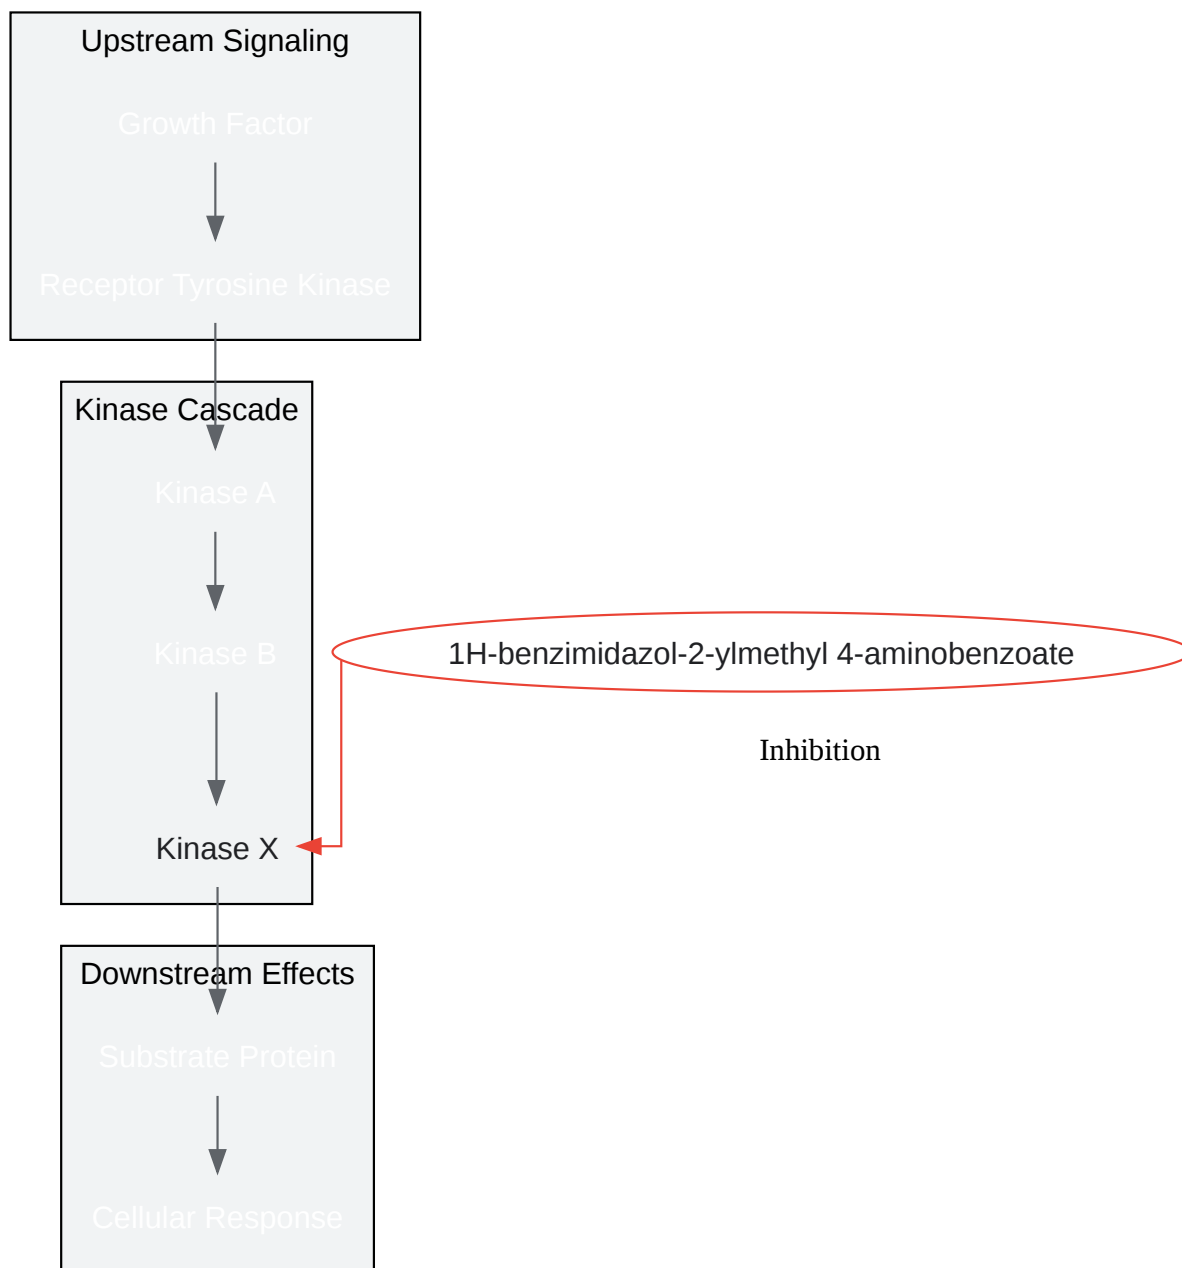 Upstream Signaling
Growth Factor
Receptor Tyrosine Kinase
Kinase Cascade
Kinase A
Kinase B
1H-benzimidazol-2-ylmethyl 4-aminobenzoate
Inhibition
Kinase X
Downstream Effects
Substrate Protein
Cellular Response